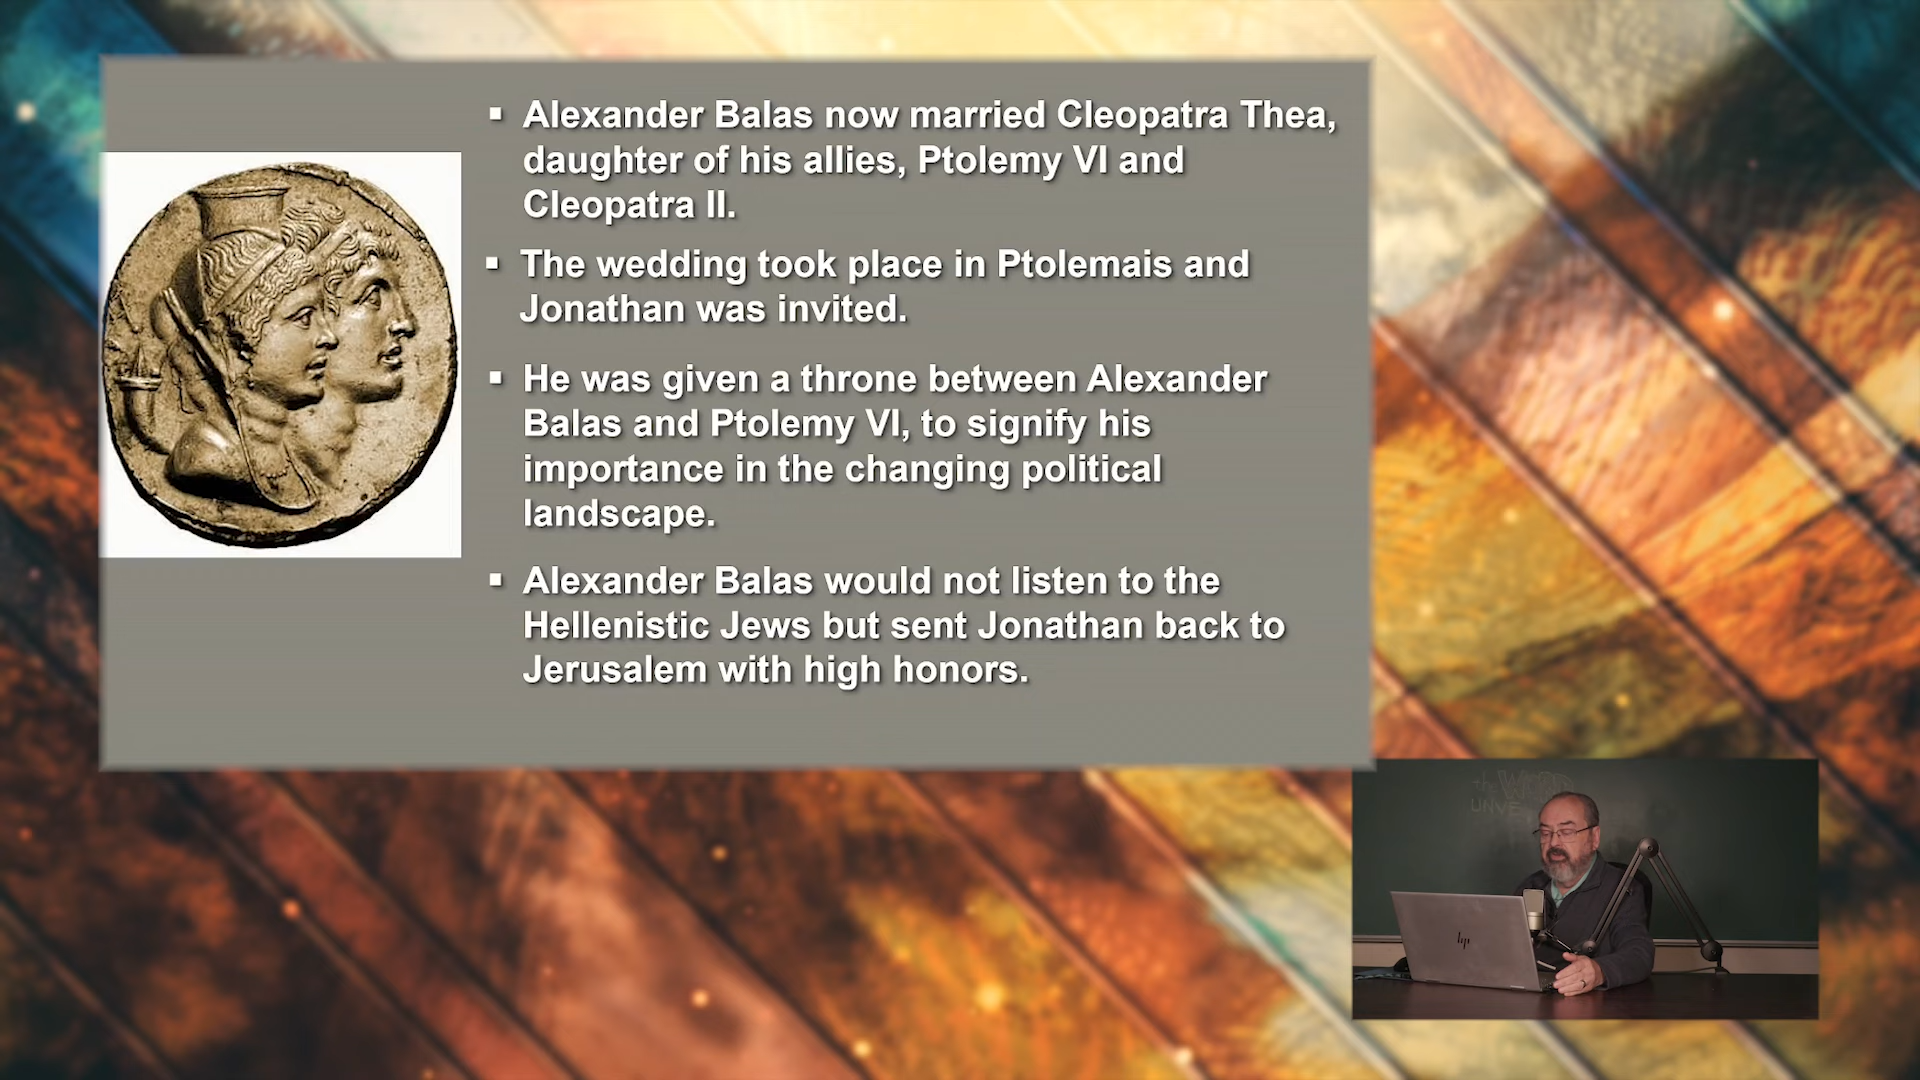 ▪ Alexander Balas now married Cleopatra Thea,
daughter of his allies, Ptolemy VI and
Cleopatra II.
▪ The wedding took place in Ptolemais and
Jonathan was invited.
▪ He was given a throne between Alexander
Balas and Ptolemy VI, to signify his
importance in the changing political
landscape.
▪ Alexander Balas would not listen to the
Hellenistic Jews but sent Jonathan back to
Jerusalem with high honors.
the WORD
hp